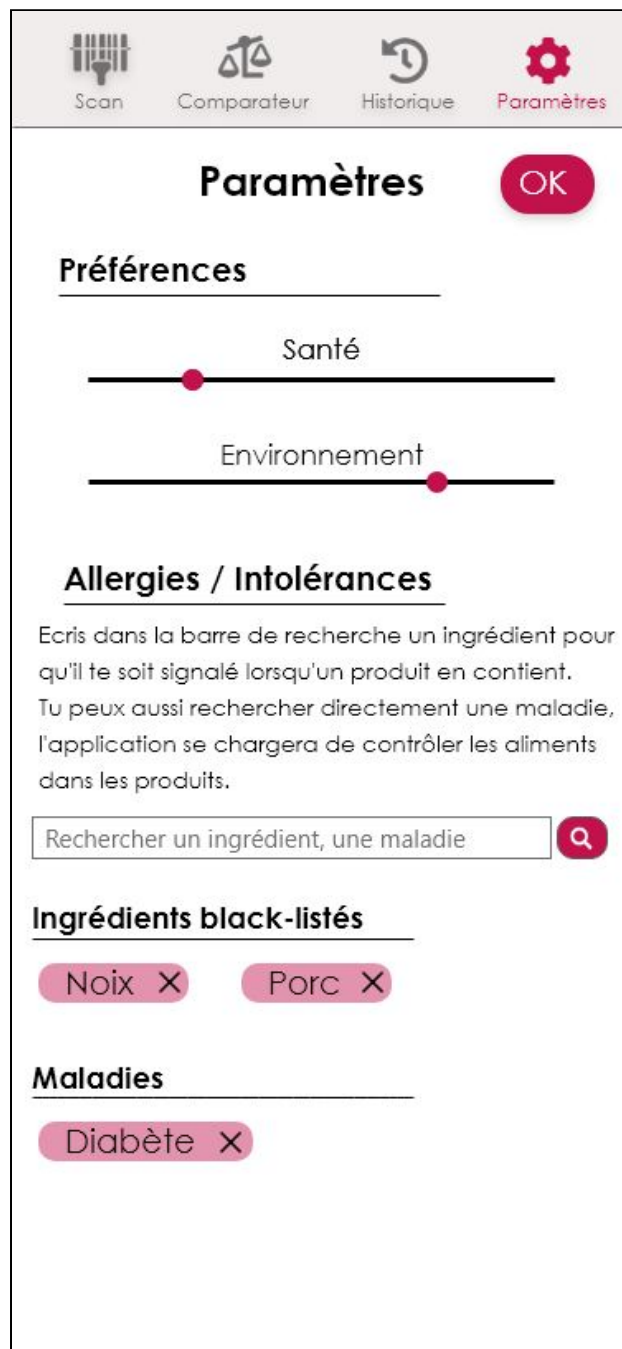 Scan Comparateur Historique Paramètres
Paramètres OK
Préférences
Santé
Environnement
Allergies / Intolérances
Ecris dans la barre de recherche un ingrédient pour
qu'il te soit signalé lorsqu'un produit en contient.
Tu peux aussi rechercher directement une maladie,
l'application se chargera de contrôler les aliments
dans les produits.
Rechercher un ingrédient, une maladie
Ingrédients black-listés
Noix X Porc X
Maladies
Diabète X